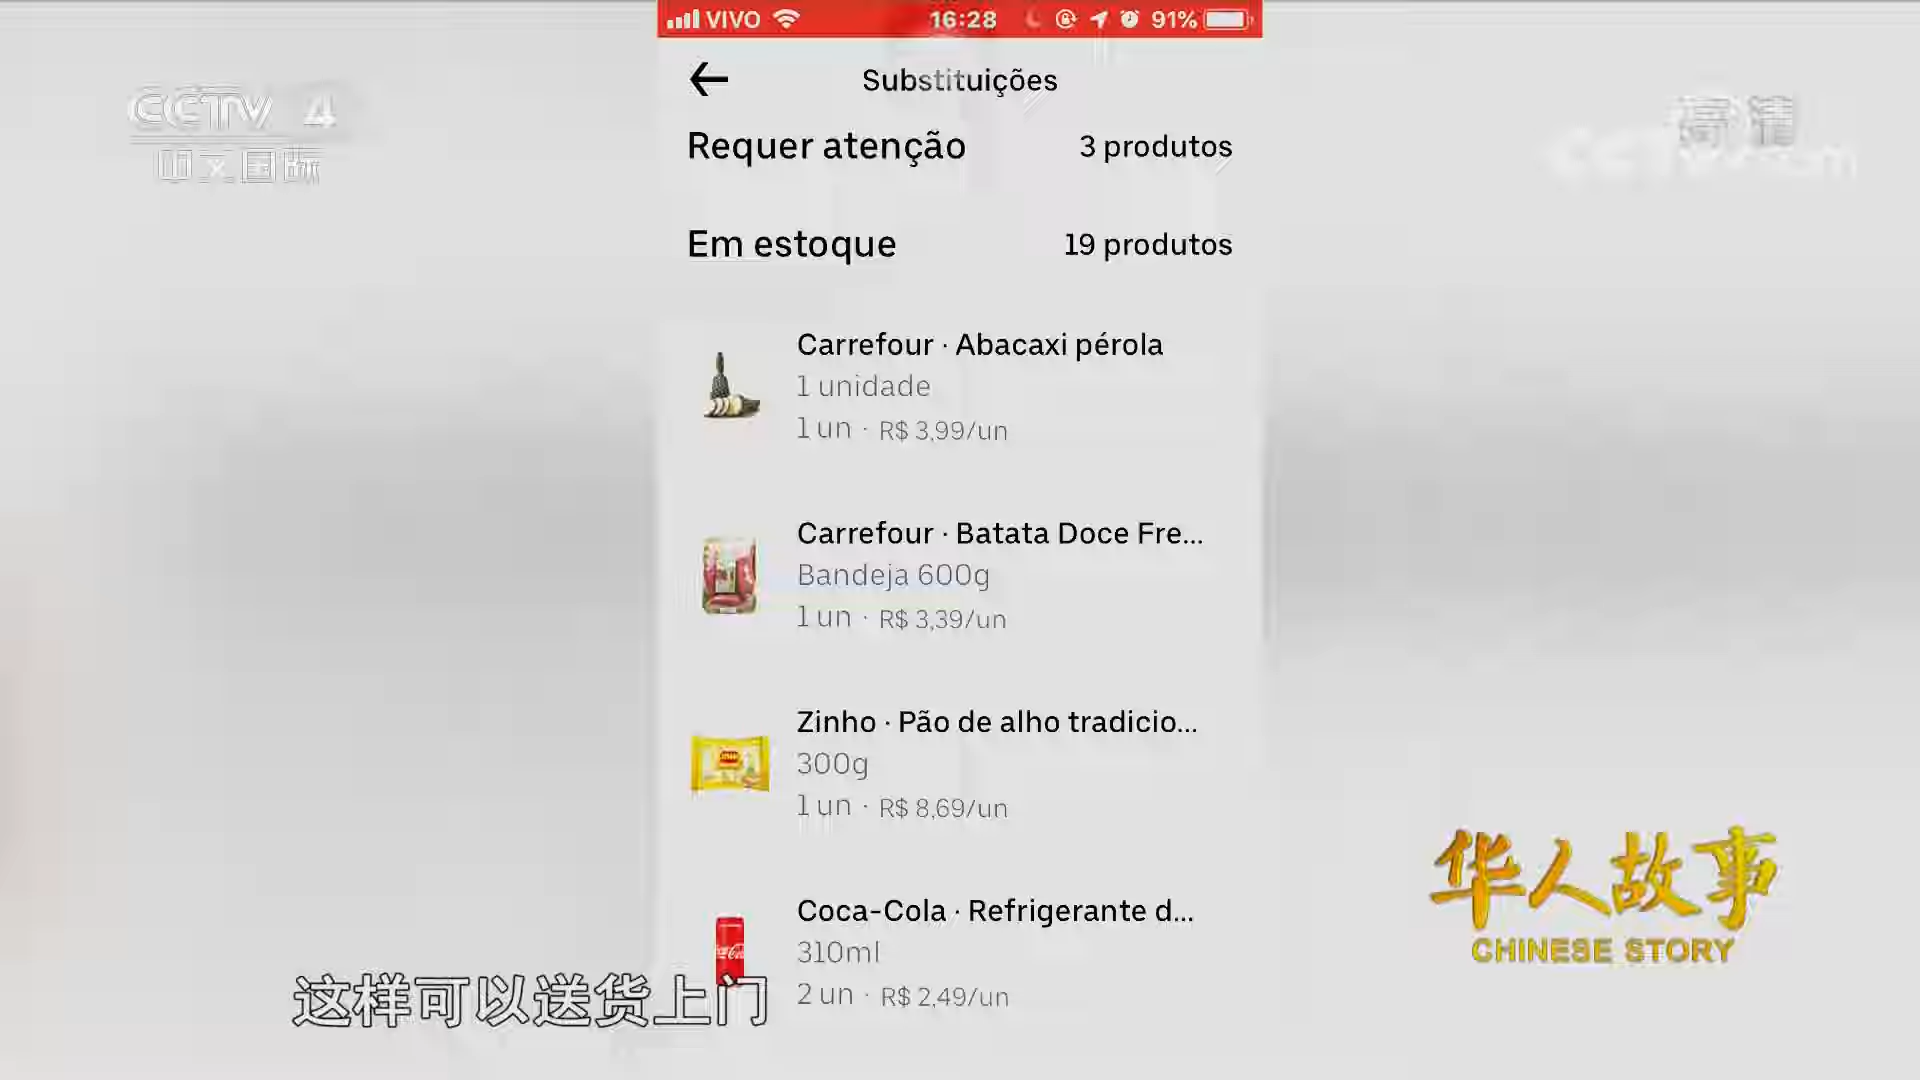 VIVO 16:28 91%
CCTV 4
中文国际
高清
Substituições
Requer atenção 3 produtos
Em estoque 19 produtos
Carrefour · Abacaxi pérola
1 unidade
1 un · R$ 3,99/un
Carrefour · Batata Doce Fre...
Bandeja 600g
1 un · R$ 3,39/un
Zinho · Pão de alho tradicio...
300g
1 un · R$ 8,69/un
Coca-Cola · Refrigerante d...
310ml
2 un · R$ 2,49/un
这样可以送货上门
华人故事
CHINESE STORY